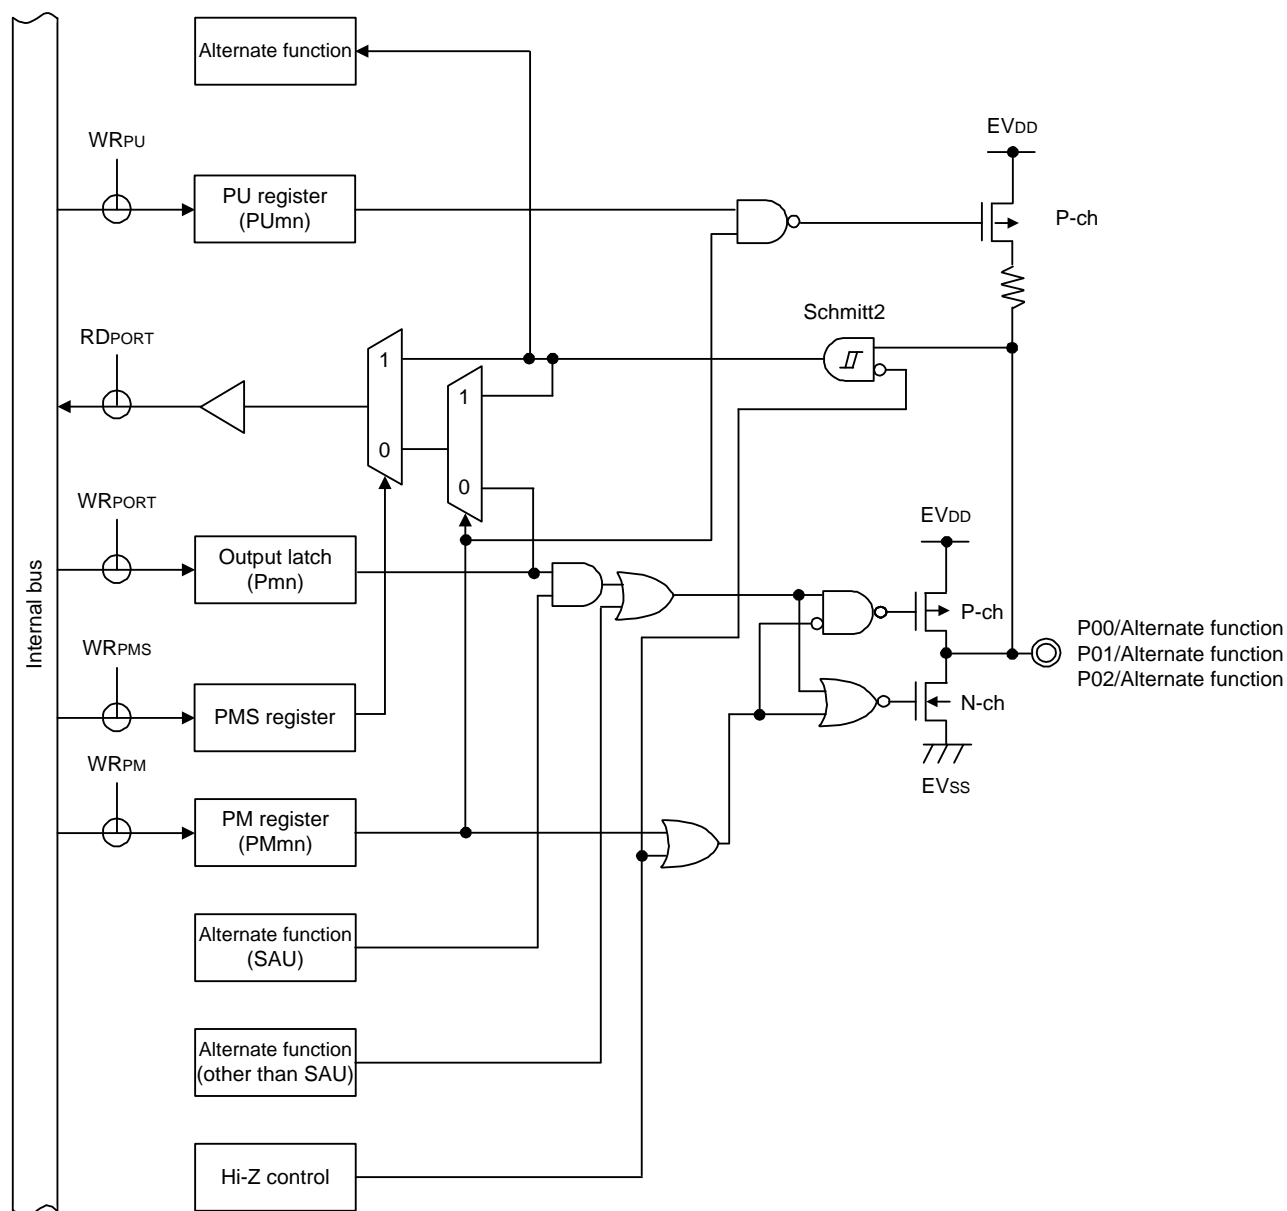 Alternate function
WRPU
EVDD
PU register
(PUmn)
P-ch
Schmitt2
RDPORT
1
1
0
0
WRPORT
EVDD
Output latch
(Pmn)
P-ch
P00/Alternate function
P01/Alternate function
P02/Alternate function
Internal bus
WRPMS
PMS register
N-ch
WRPM
EVSS
PM register
(PMmn)
Alternate function
(SAU)
Alternate function
(other than SAU)
Hi-Z control